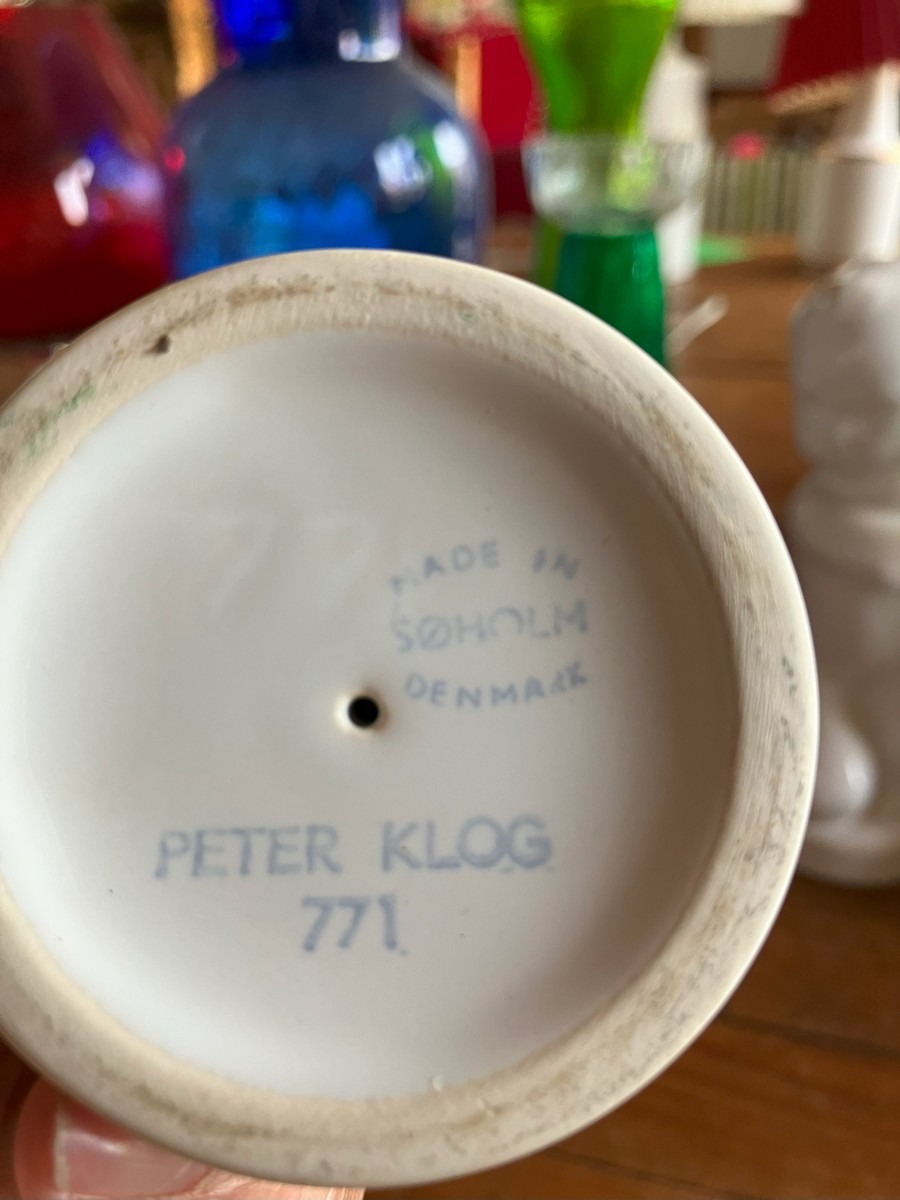 MADE IN
SØHOLM
DENMARK
PETER KLOG
771